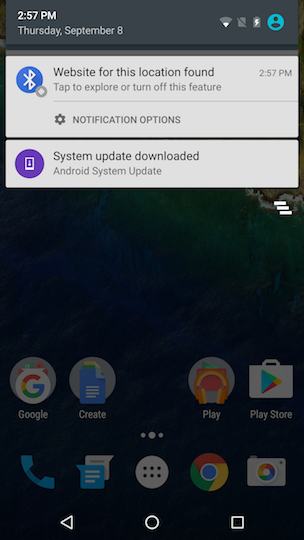 2:57 PM
Thursday, September 8
Website for this location found 2:57 PM
Tap to explore or turn off this feature
NOTIFICATION OPTIONS
System update downloaded
Android System Update
Google Create Play Play Store